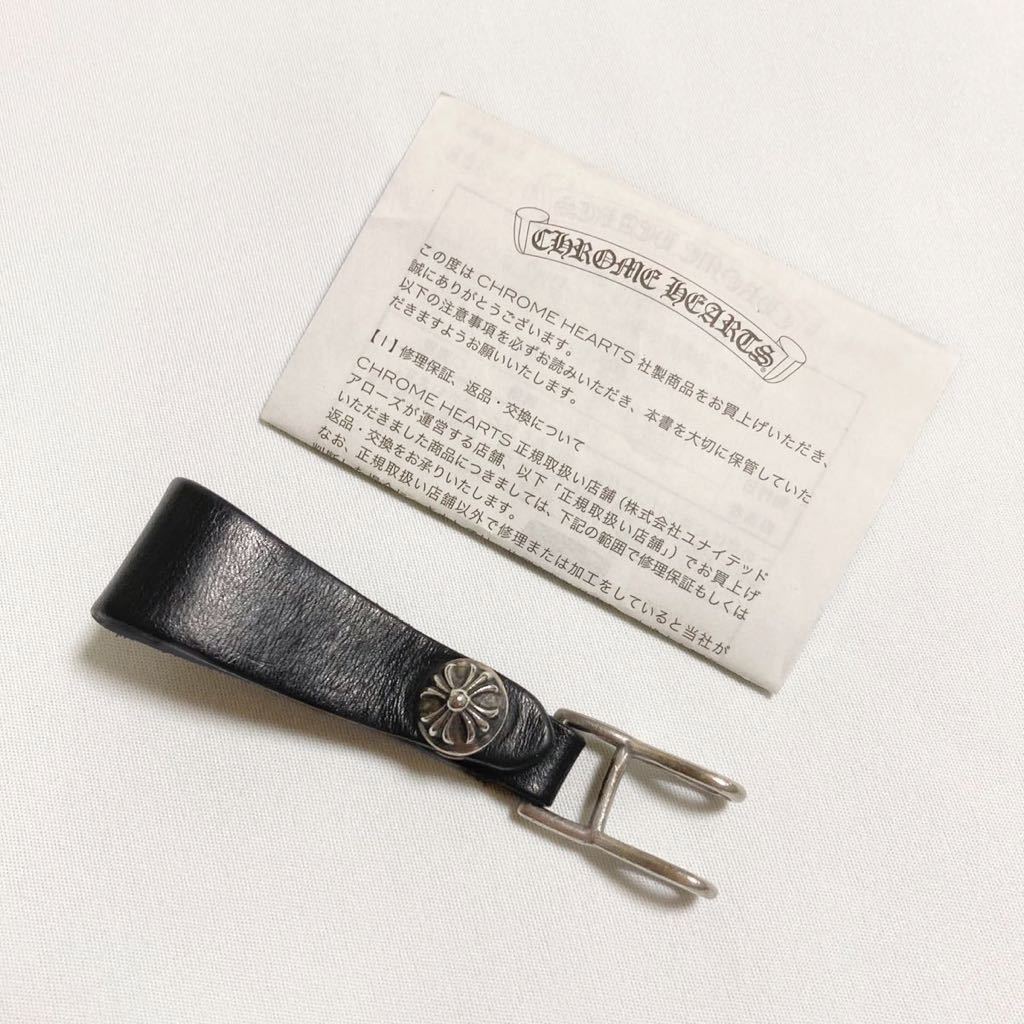 CHROME HEARTS
この度は CHROME HEARTS 社製商品をお買上げいただき、
誠にありがとうございます。
以下の注意事項を必ずお読みいただき、本書を大切に保管していた
だきますようお願いいたします。
【1】修理保証、返品・交換について
CHROME HEARTS 正規取扱い店舗 (株式会社ユナイテッド
アローズが運営する店舗、以下「正規取扱い店舗」) でお買上げ
いただきました商品につきましては、下記の範囲で修理保証もしくは
返品・交換をお承りいたします。
なお、正規取扱い店舗以外で修理または加工をしていると当社が